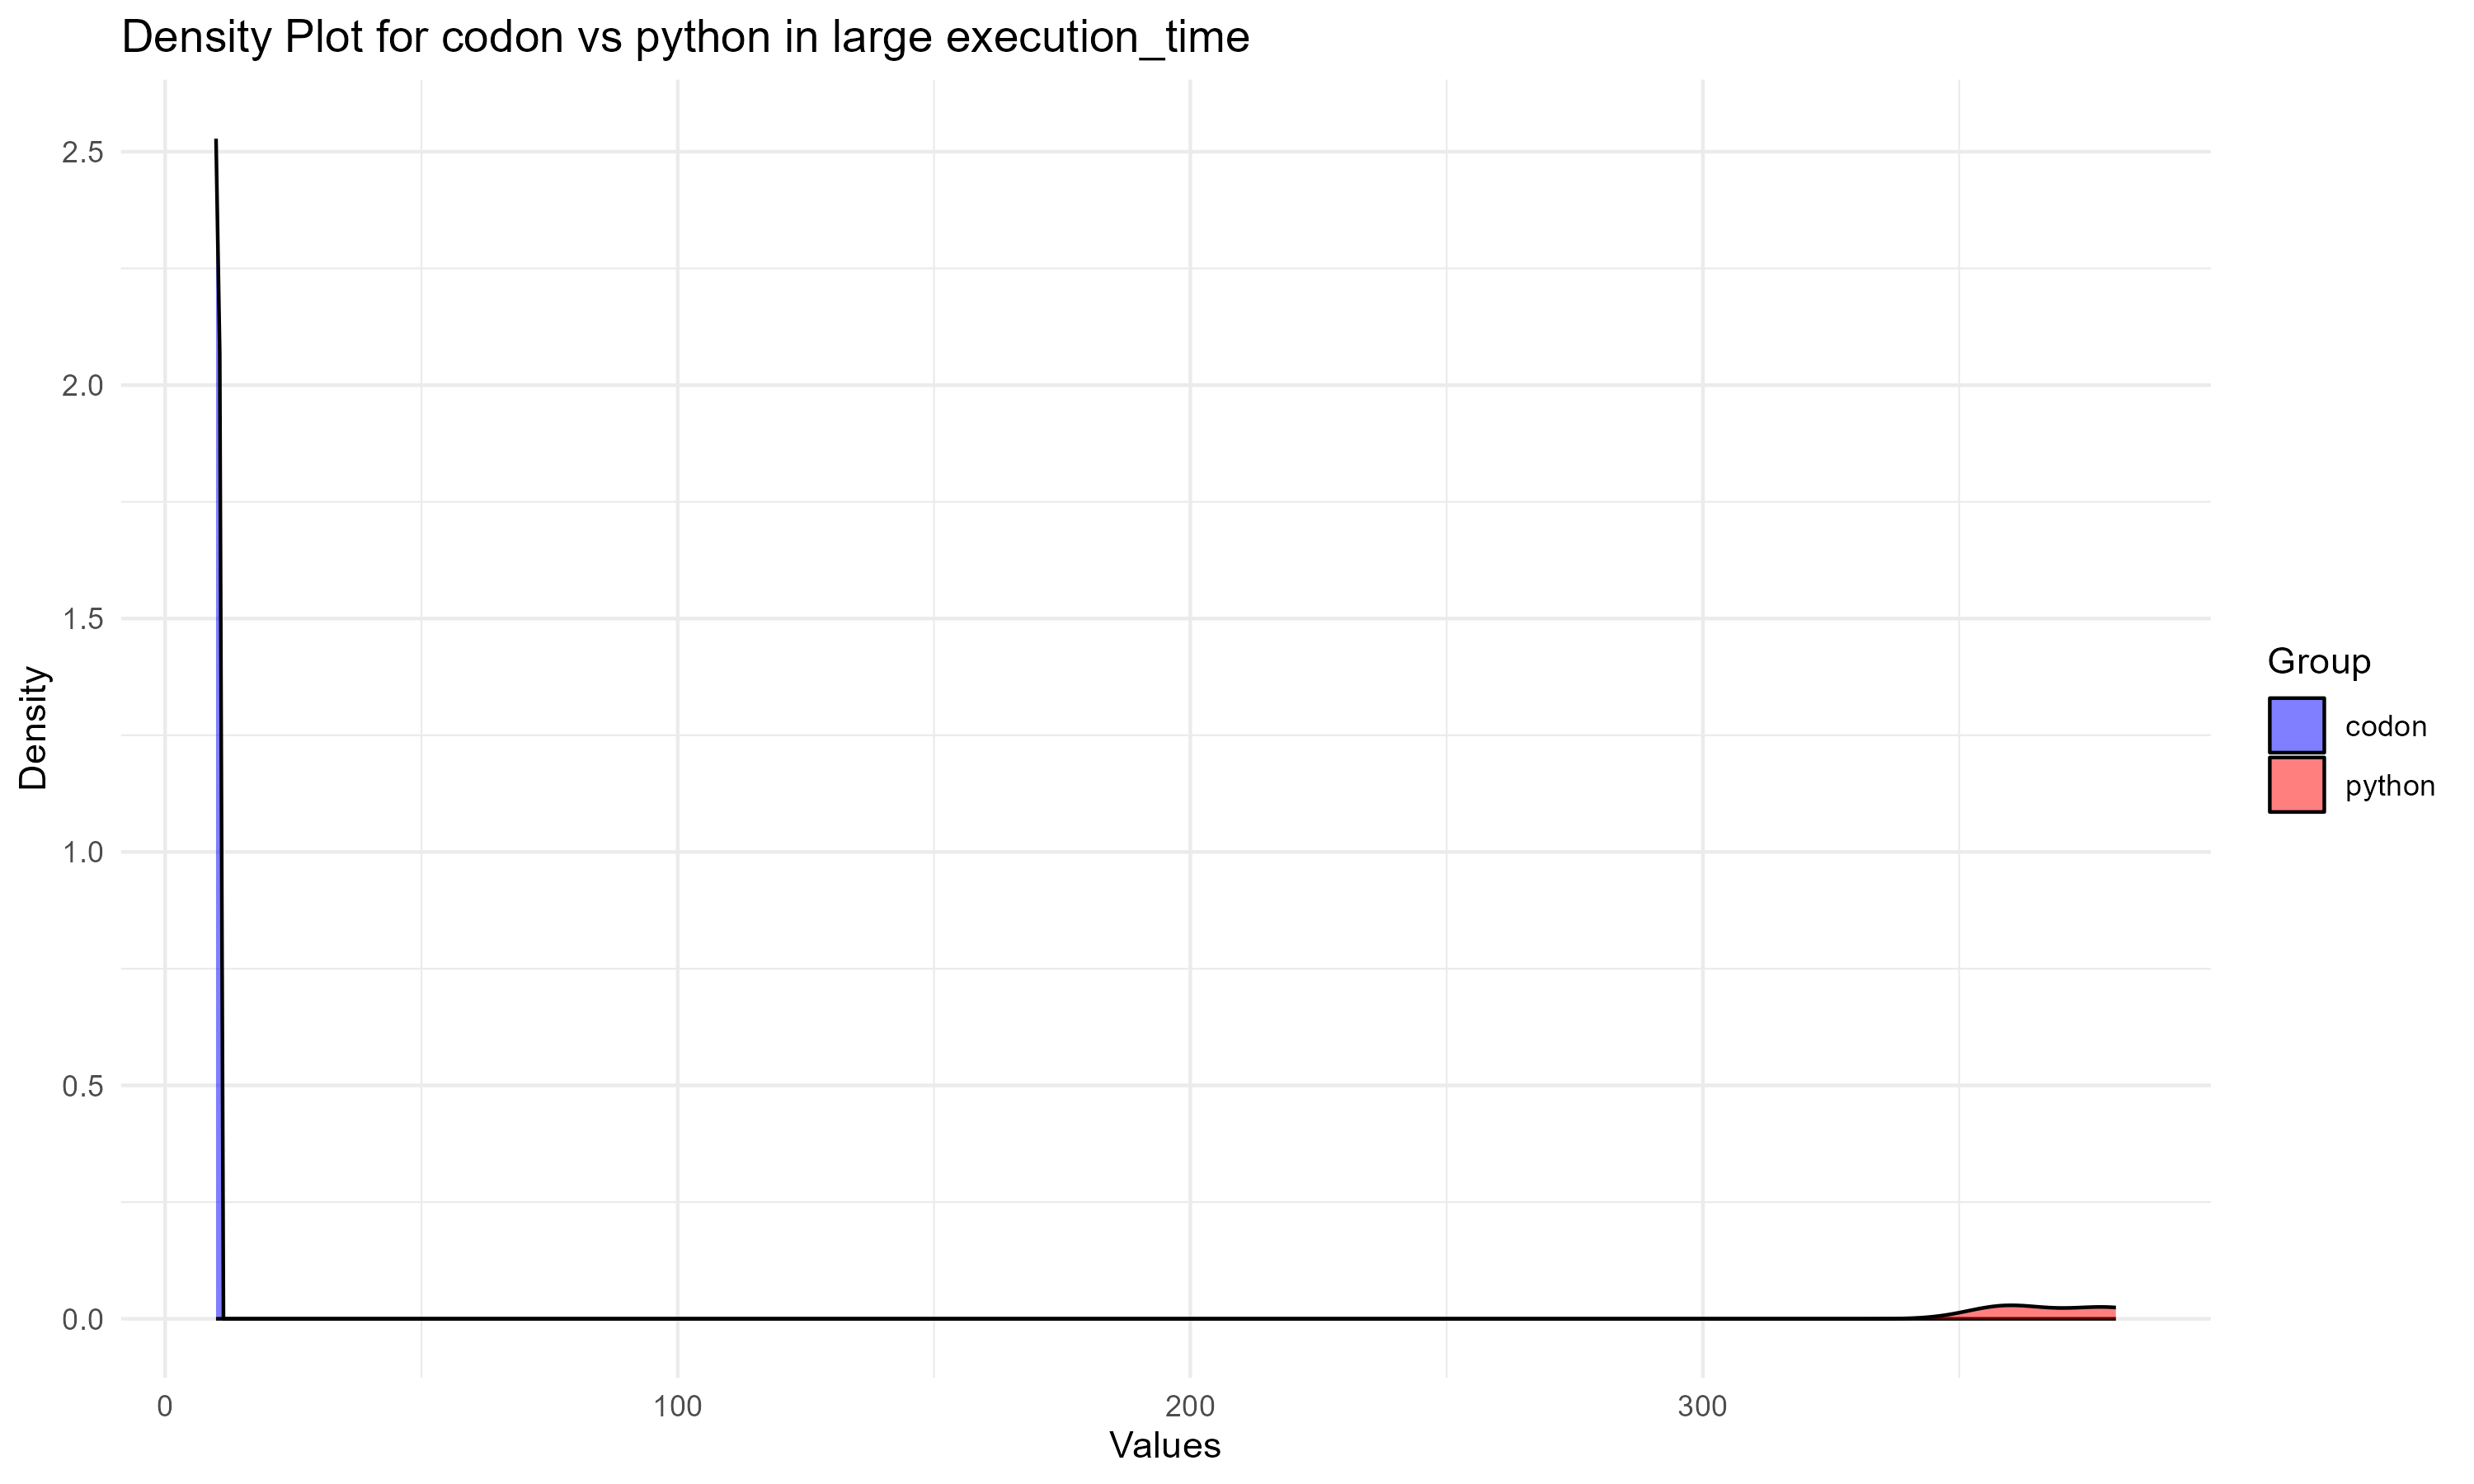 Density Plot for codon vs python in large execution_time
2.5
2.0
1.5
1.0
0.5
0.0
Density
0 100 200 300
Values
Group
codon
python